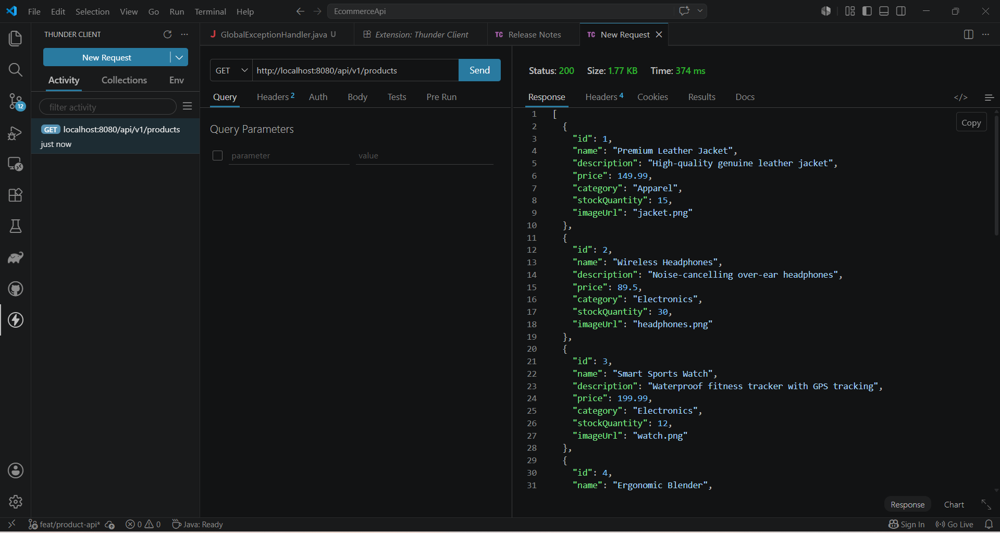 File Edit Selection View Go Run Terminal Help
EcommerceApi
THUNDER CLIENT
New Request
Activity Collections Env
filter activity
GET localhost:8080/api/v1/products
just now
J GlobalExceptionHandler.java U
Extension: Thunder Client
TC Release Notes
TC New Request
GET http://localhost:8080/api/v1/products Send
Query Headers 2 Auth Body Tests Pre Run
Query Parameters
parameter value
Status: 200 Size: 1.77 KB Time: 374 ms
Response Headers 4 Cookies Results Docs
</>
Copy
1 [
2 {
3 "id": 1,
4 "name": "Premium Leather Jacket",
5 "description": "High-quality genuine leather jacket",
6 "price": 149.99,
7 "category": "Apparel",
8 "stockQuantity": 15,
9 "imageUrl": "jacket.png"
10 },
11 {
12 "id": 2,
13 "name": "Wireless Headphones",
14 "description": "Noise-cancelling over-ear headphones",
15 "price": 89.5,
16 "category": "Electronics",
17 "stockQuantity": 30,
18 "imageUrl": "headphones.png"
19 },
20 {
21 "id": 3,
22 "name": "Smart Sports Watch",
23 "description": "Waterproof fitness tracker with GPS tracking",
24 "price": 199.99,
25 "category": "Electronics",
26 "stockQuantity": 12,
27 "imageUrl": "watch.png"
28 },
29 {
30 "id": 4,
31 "name": "Ergonomic Blender",
Response Chart
12
feat/product-api* 0 0 Java: Ready
Sign In Go Live